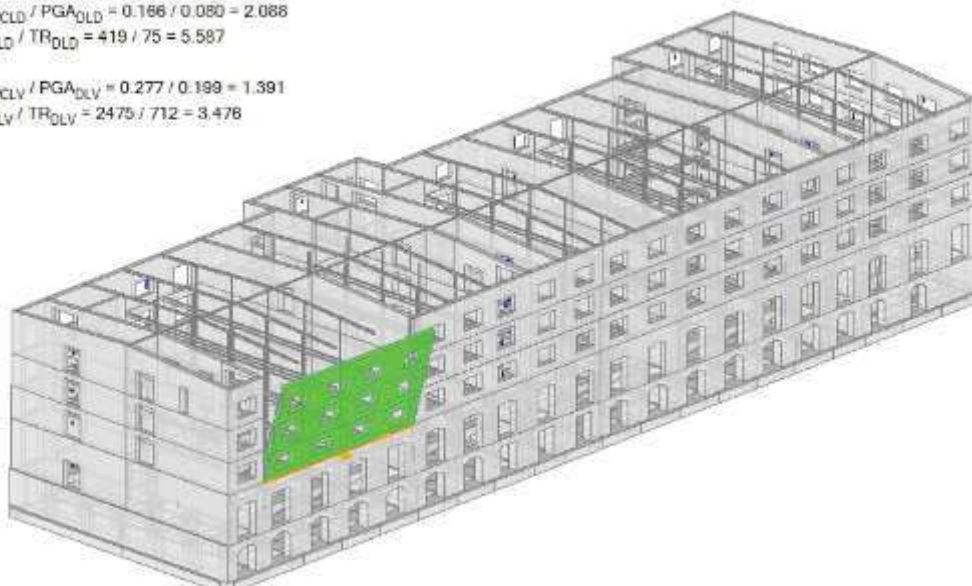 CLD / PGADLD = 0.166 / 0.080 = 2.088
LD / TRDLD = 419 / 75 = 5.587
CLV / PGADLV = 0.277 / 0.199 = 1.391
LV / TRDLV = 2475 / 712 = 3.476